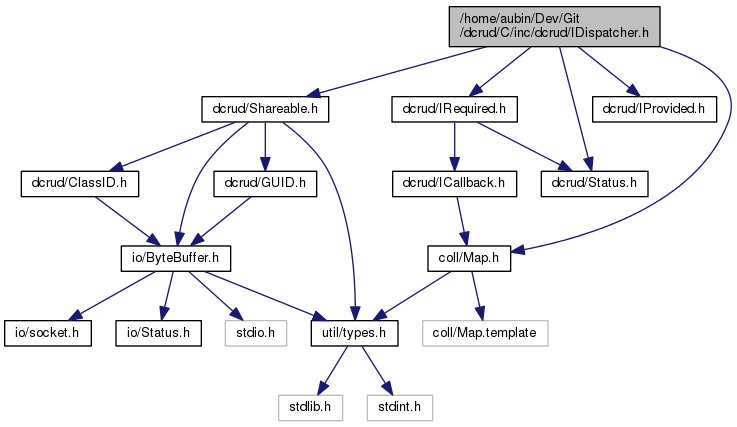 /home/aubin/Dev/Git
/dcrud/C/inc/dcrud/IDispatcher.h
dcrud/Shareable.h
dcrud/IRequired.h
dcrud/IProvided.h
dcrud/ClassID.h
dcrud/GUID.h
dcrud/ICallback.h
dcrud/Status.h
io/ByteBuffer.h
coll/Map.h
io/socket.h
io/Status.h
stdio.h
util/types.h
coll/Map.template
stdlib.h
stdint.h